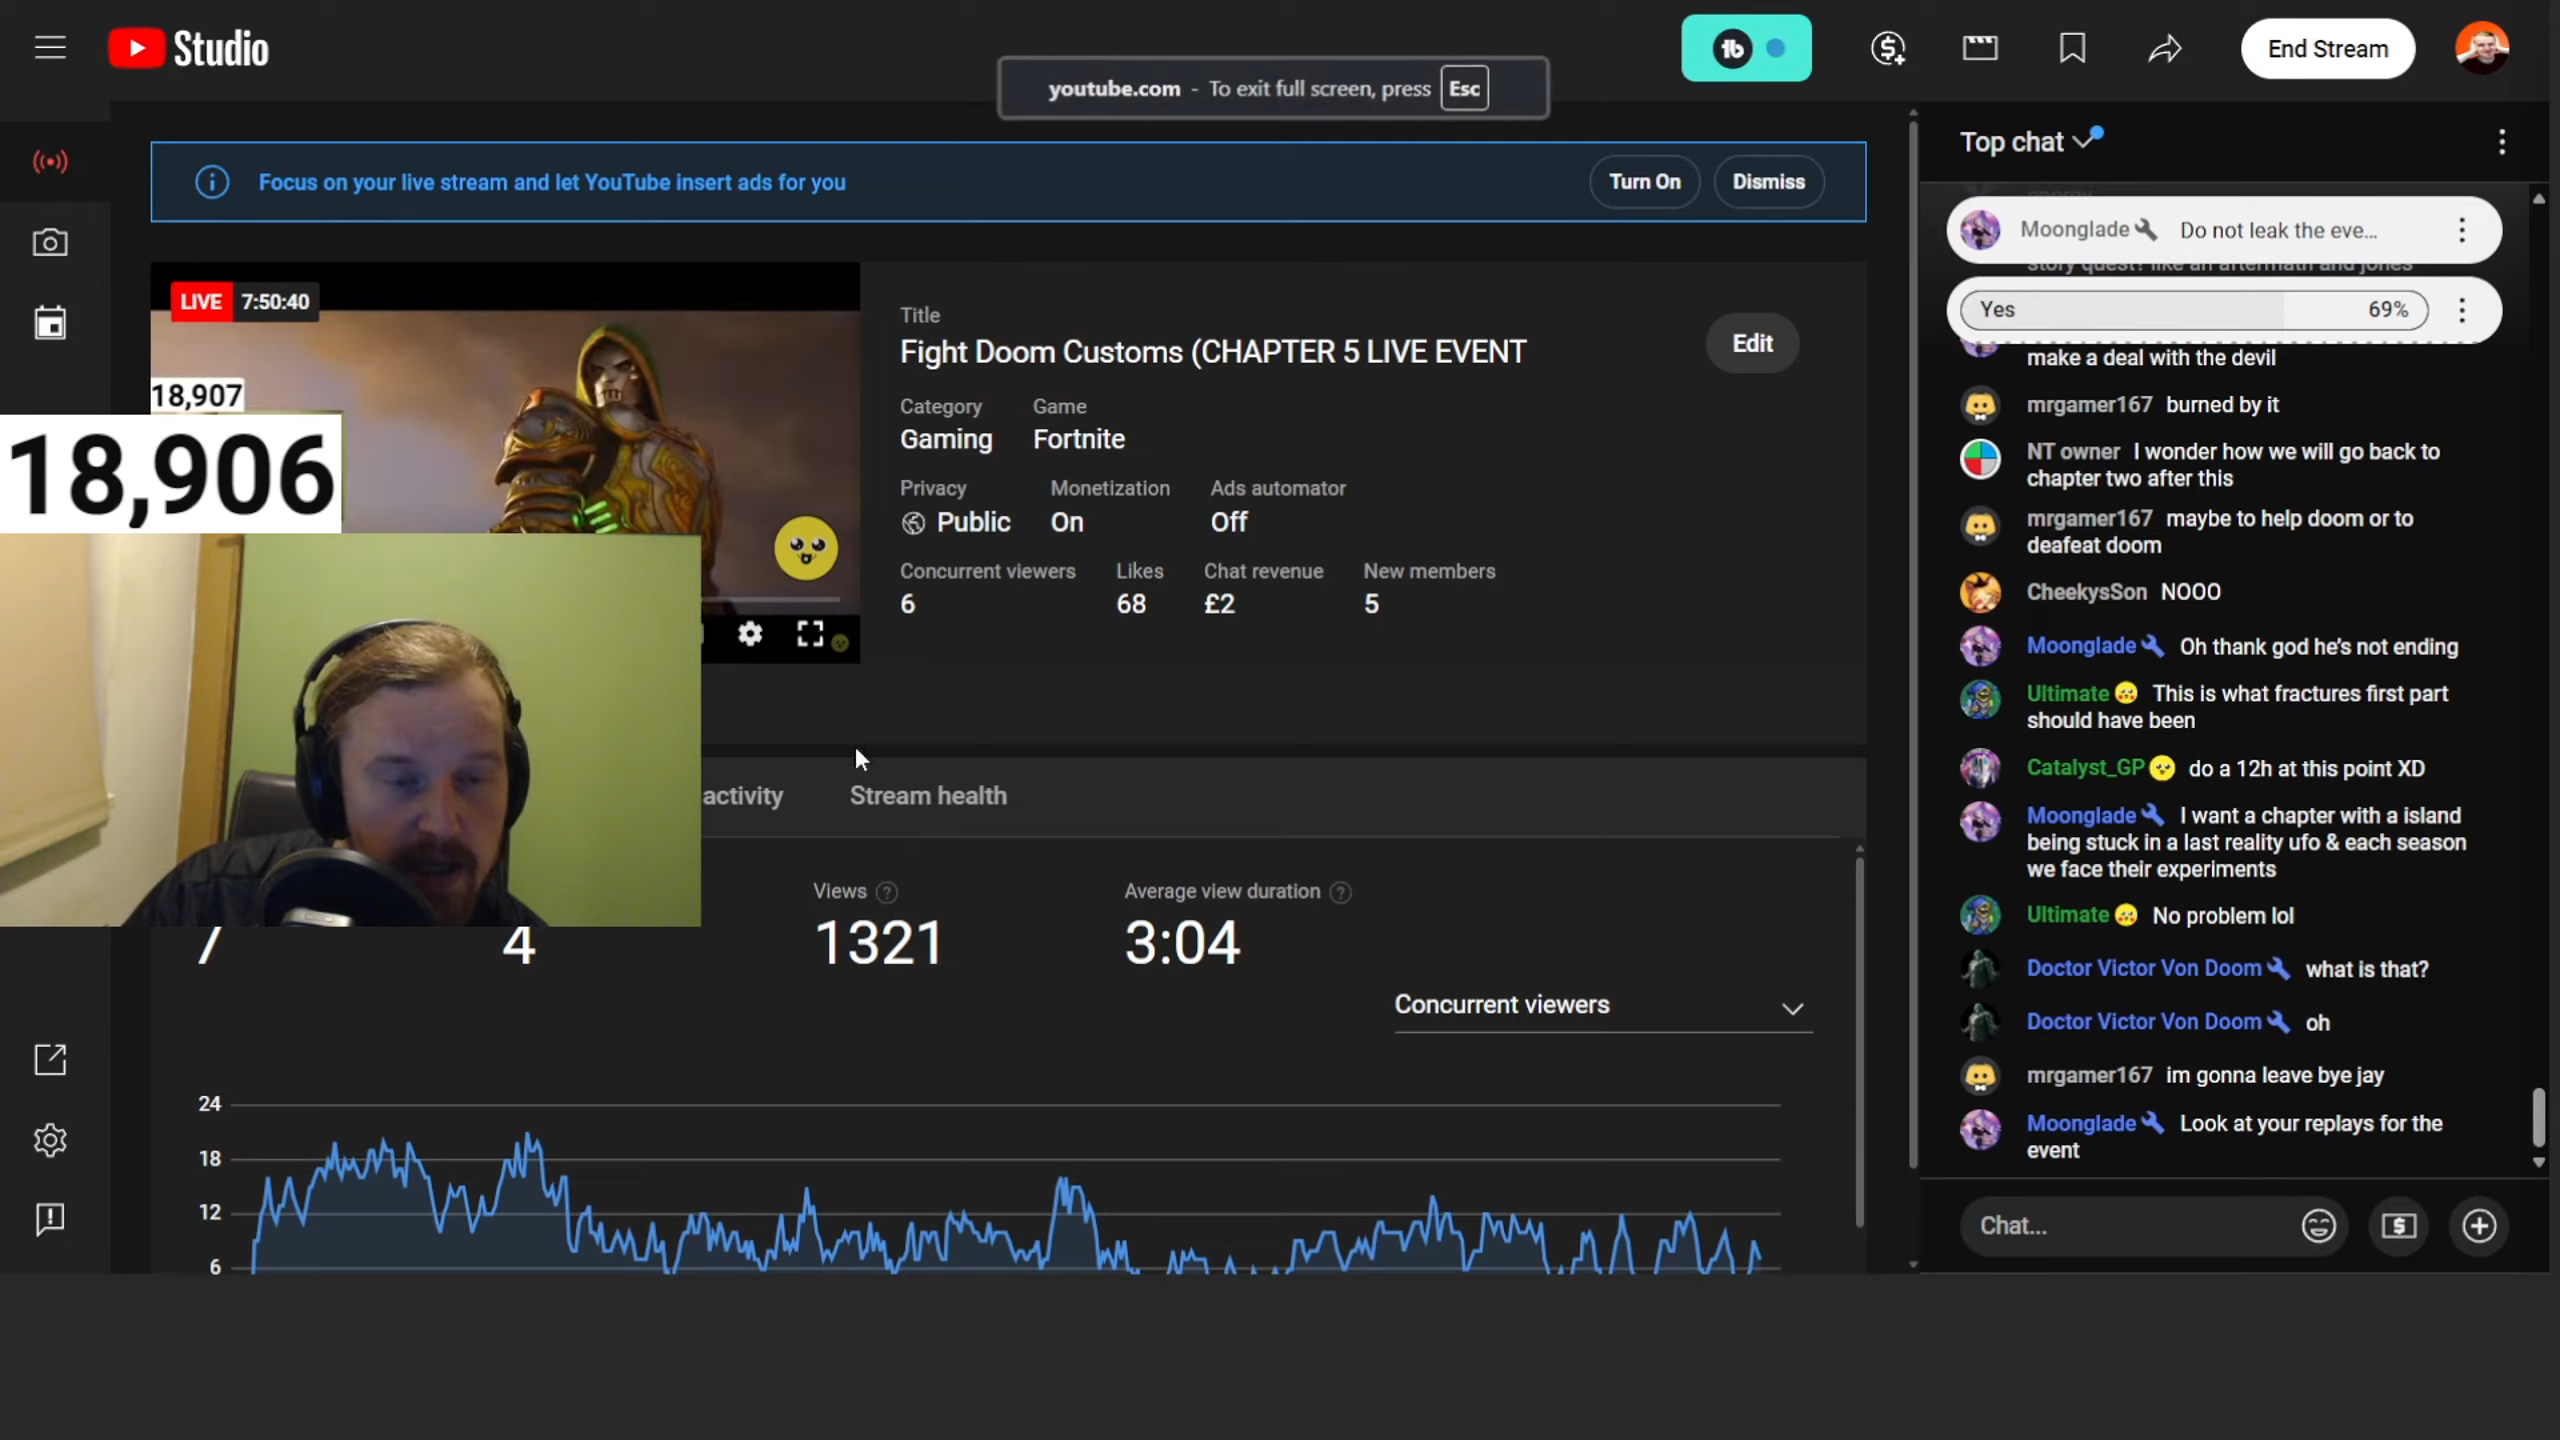 Studio
youtube.com - To exit full screen, press Esc
End Stream
Focus on your live stream and let YouTube insert ads for you
Turn On
Dismiss
LIVE 7:50:40
18,907
18,906
Title
Fight Doom Customs (CHAPTER 5 LIVE EVENT
Edit
Category Game
Gaming Fortnite
Privacy Monetization Ads automator
Public On Off
Concurrent viewers Likes Chat revenue New members
6 68 £2 5
activity Stream health
Views Average view duration
7 4 1321 3:04
Concurrent viewers
24
18
12
6
Top chat
Moonglade Do not leak the eve...
story quest? like an aftermath and jones
Yes 69%
make a deal with the devil
mrgamer167 burned by it
NT owner I wonder how we will go back to
chapter two after this
mrgamer167 maybe to help doom or to
deafeat doom
CheekysSon NOOO
Moonglade Oh thank god he's not ending
Ultimate This is what fractures first part
should have been
Catalyst_GP do a 12h at this point XD
Moonglade I want a chapter with a island
being stuck in a last reality ufo & each season
we face their experiments
Ultimate No problem lol
Doctor Victor Von Doom what is that?
Doctor Victor Von Doom oh
mrgamer167 im gonna leave bye jay
Moonglade Look at your replays for the
event
Chat...